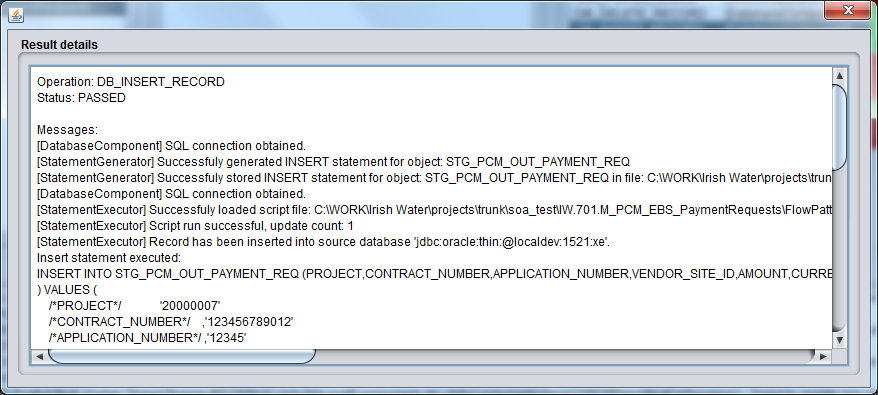 Result details
Operation: DB_INSERT_RECORD
Status: PASSED
Messages:
[DatabaseComponent] SQL connection obtained.
[StatementGenerator] Successfuly generated INSERT statement for object: STG_PCM_OUT_PAYMENT_REQ
[StatementGenerator] Succesfuly stored INSERT statement for object: STG_PCM_OUT_PAYMENT_REQ in file: C:\WORK\Irish Water\projects\trun
[DatabaseComponent] SQL connection obtained.
[StatementExecutor] Successfuly loaded script file: C:\WORK\Irish Water\projects\trunk\soa_test\IW.701.M_PCM_EBS_PaymentRequests\FlowPatt
[StatementExecutor] Script run successful, update count: 1
[StatementExecutor] Record has been inserted into source database 'jdbc:oracle:thin:@localdev:1521:xe'.
Insert statement executed:
INSERT INTO STG_PCM_OUT_PAYMENT_REQ (PROJECT,CONTRACT_NUMBER,APPLICATION_NUMBER,VENDOR_SITE_ID,AMOUNT,CURRE
) VALUES (
/*PROJECT*/ '20000007'
/*CONTRACT_NUMBER*/ ,'123456789012'
/*APPLICATION_NUMBER*/ ,'12345'